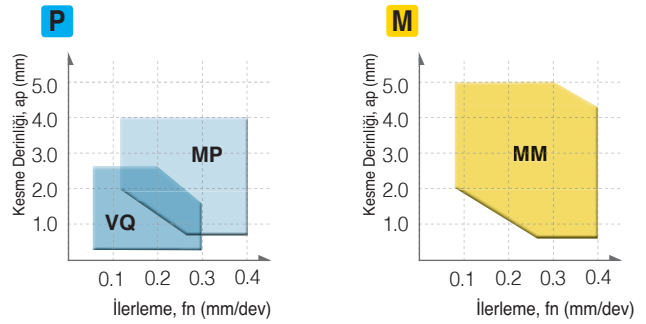 P
Kesme Derinliği, ap (mm)
5.0
4.0
3.0
2.0
1.0
MP
VQ
0.1 0.2 0.3 0.4
İlerleme, fn (mm/dev)
M
Kesme Derinliği, ap (mm)
5.0
4.0
3.0
2.0
1.0
MM
0.1 0.2 0.3 0.4
İlerleme, fn (mm/dev)